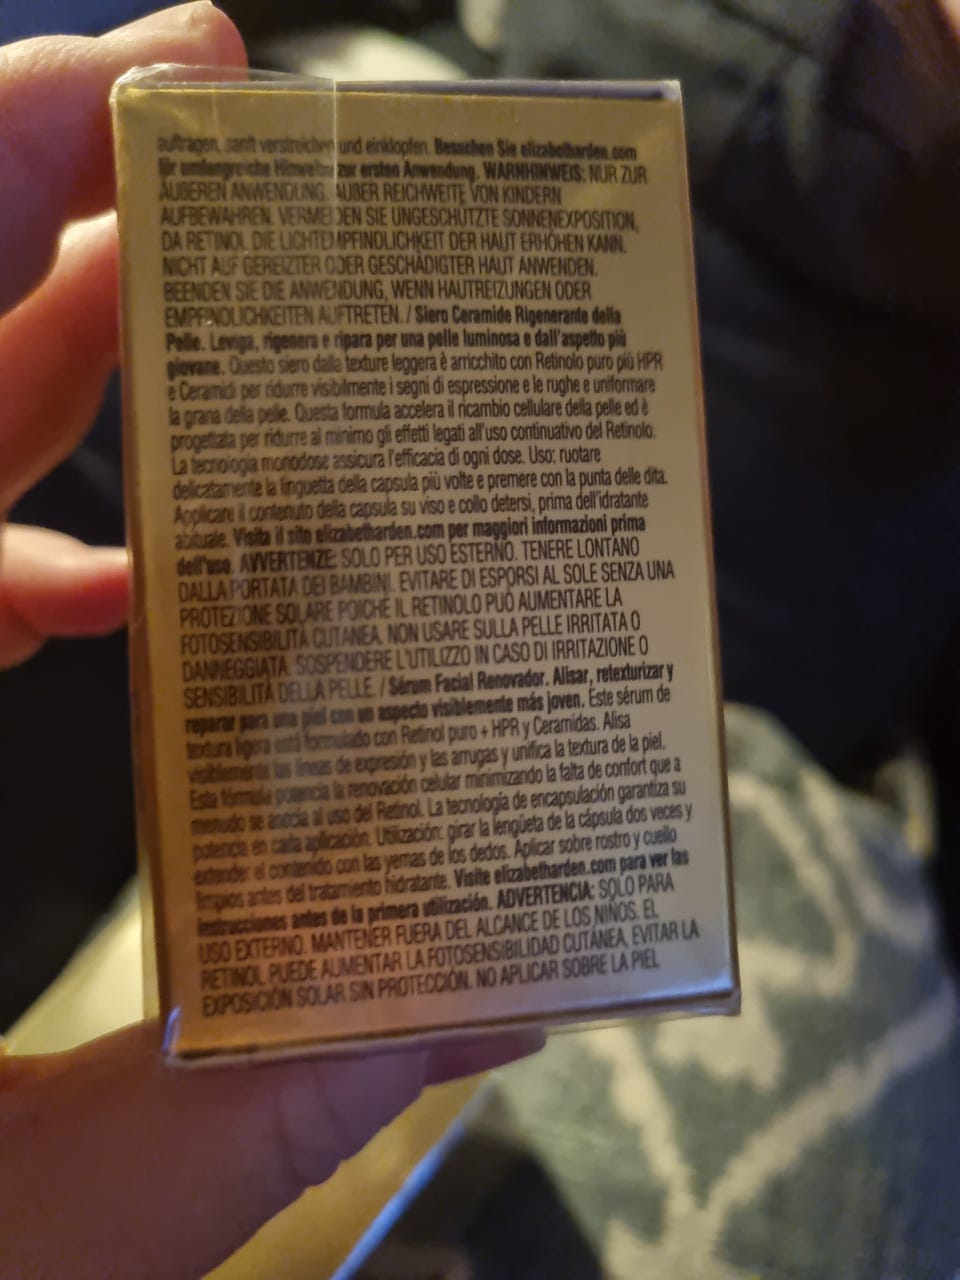 auftragen, sanft verstreichen und einklopfen. Besuchen Sie elizabetharden.com
für umfangreiche Hinweise zur ersten Anwendung. WARNHINWEIS: NUR ZUR
ÄUßEREN ANWENDUNG. AUßER REICHWEITE VON KINDERN
AUFBEWAHREN. VERMEIDEN SIE UNGESCHÜTZTE SONNENEXPOSITION,
DA RETINOL DIE LICHTEMPFINDLICHKEIT DER HAUT ERHÖHEN KANN.
NICHT AUF GEREIZTER ODER GESCHÄDIGTER HAUT ANWENDEN.
BEENDEN SIE DIE ANWENDUNG, WENN HAUTREIZUNGEN ODER
EMPFINDLICHKEITEN AUFTRETEN. / Siero Ceramide Rigenerante della
Pelle. Leviga, rigenera e ripara per una pelle luminosa e dall'aspetto più
giovane. Questo siero dalla texture leggera è arricchito con Retinolo puro più HPR
e Ceramidi per ridurre visibilmente i segni di espressione e le rughe e uniformare
la grana della pelle. Questa formula accelera il ricambio cellulare della pelle ed è
progettata per ridurre al minimo gli effetti legati all'uso continuativo del Retinolo.
La tecnologia monodose assicura l'efficacia di ogni dose. Uso: ruotare
delicatamente la linguetta della capsula più volte e premere con la punta delle dita.
Applicare il contenuto della capsula su viso e collo detersi, prima dell'idratante
abituale. Visita il sito elizabetharden.com per maggiori informazioni prima
dell'uso. AVVERTENZE: SOLO PER USO ESTERNO. TENERE LONTANO
DALLA PORTATA DEI BAMBINI. EVITARE DI ESPORSI AL SOLE SENZA UNA
PROTEZIONE SOLARE POICHÉ IL RETINOLO PUÒ AUMENTARE LA
FOTOSENSIBILITÀ CUTANEA. NON USARE SULLA PELLE IRRITATA O
DANNEGGIATA. SOSPENDERE L'UTILIZZO IN CASO DI IRRITAZIONE O
SENSIBILITÀ DELLA PELLE. / Sérum Facial Renovador. Alisar, retexturizar y
reparar para una piel con un aspecto visiblemente más joven. Este sérum de
textura ligera está formulado con Retinol puro + HPR y Ceramidas. Alisa
visiblemente las líneas de expresión y las arrugas y unifica la textura de la piel.
Esta fórmula potencia la renovación celular minimizando la falta de confort que a
menudo se asocia al uso del Retinol. La tecnología de encapsulación garantiza su
potencia en cada aplicación. Utilización: girar la lengüeta de la cápsula dos veces y
extender el contenido con las yemas de los dedos. Aplicar sobre rostro y cuello
limpios antes del tratamiento hidratante. Visite elizabetharden.com para ver las
instrucciones antes de la primera utilización. ADVERTENCIA: SOLO PARA
USO EXTERNO. MANTENER FUERA DEL ALCANCE DE LOS NIÑOS. EL
RETINOL PUEDE AUMENTAR LA FOTOSENSIBILIDAD CUTÁNEA, EVITAR LA
EXPOSICIÓN SOLAR SIN PROTECCIÓN. NO APLICAR SOBRE LA PIEL